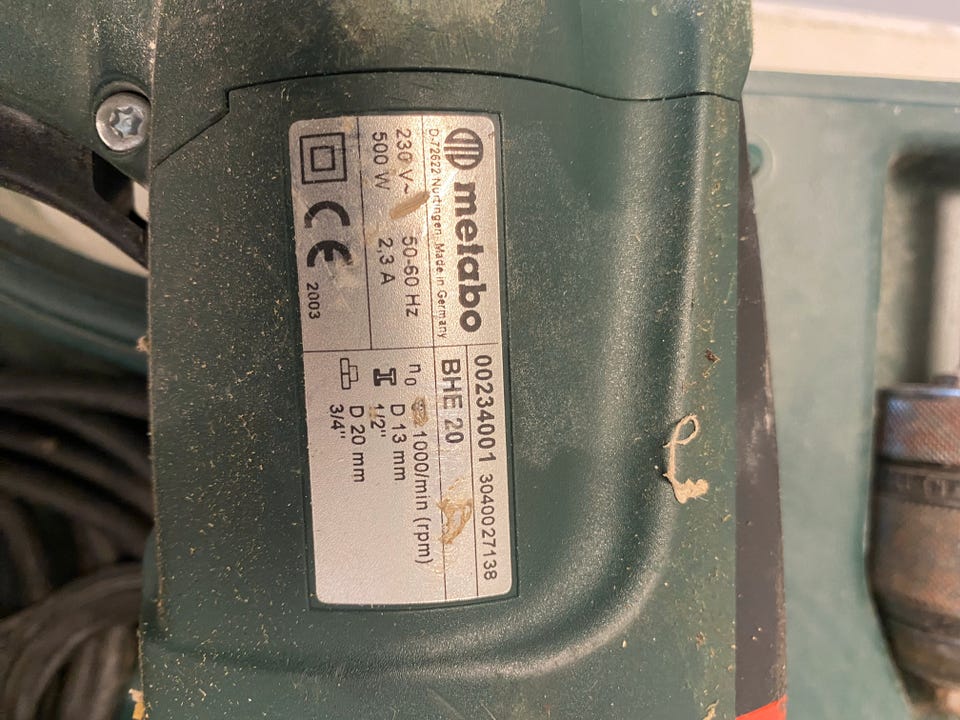 metabo
D-72622 Nürtingen. Made in Germany
230 V~ 50-60 Hz
500 W 2,3 A
CE 2003
00234001 3040027138
BHE 20
n0 1000/min (rpm)
D 13 mm
1/2"
D 20 mm
3/4"